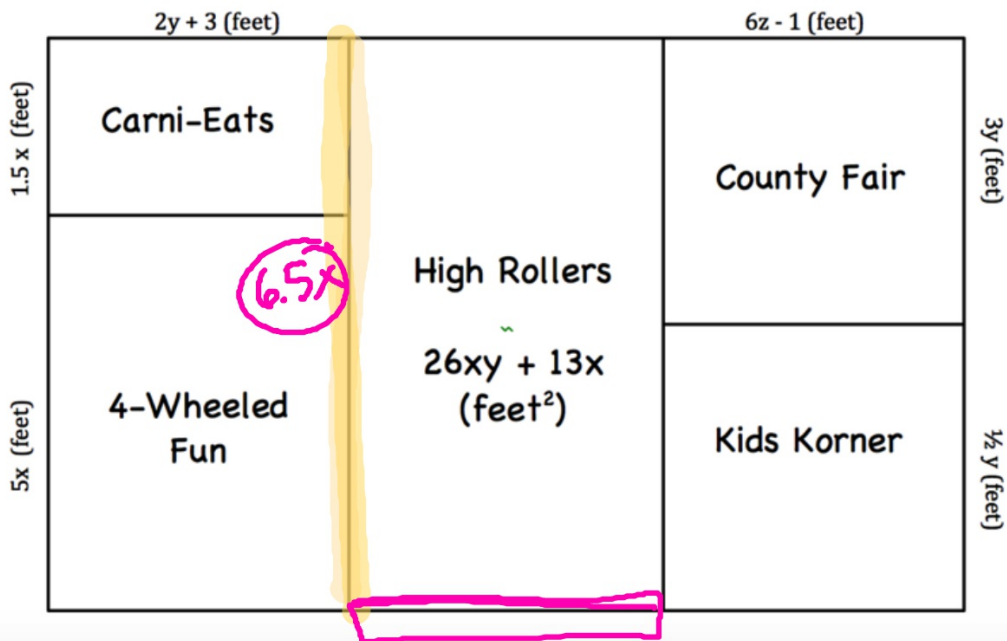 2y + 3 (feet)
6z - 1 (feet)
1.5 x (feet)
Carni-Eats
3y (feet)
County Fair
6.5x
High Rollers
26xy + 13x
(feet²)
5x (feet)
4-Wheeled
Fun
Kids Korner
½ y (feet)